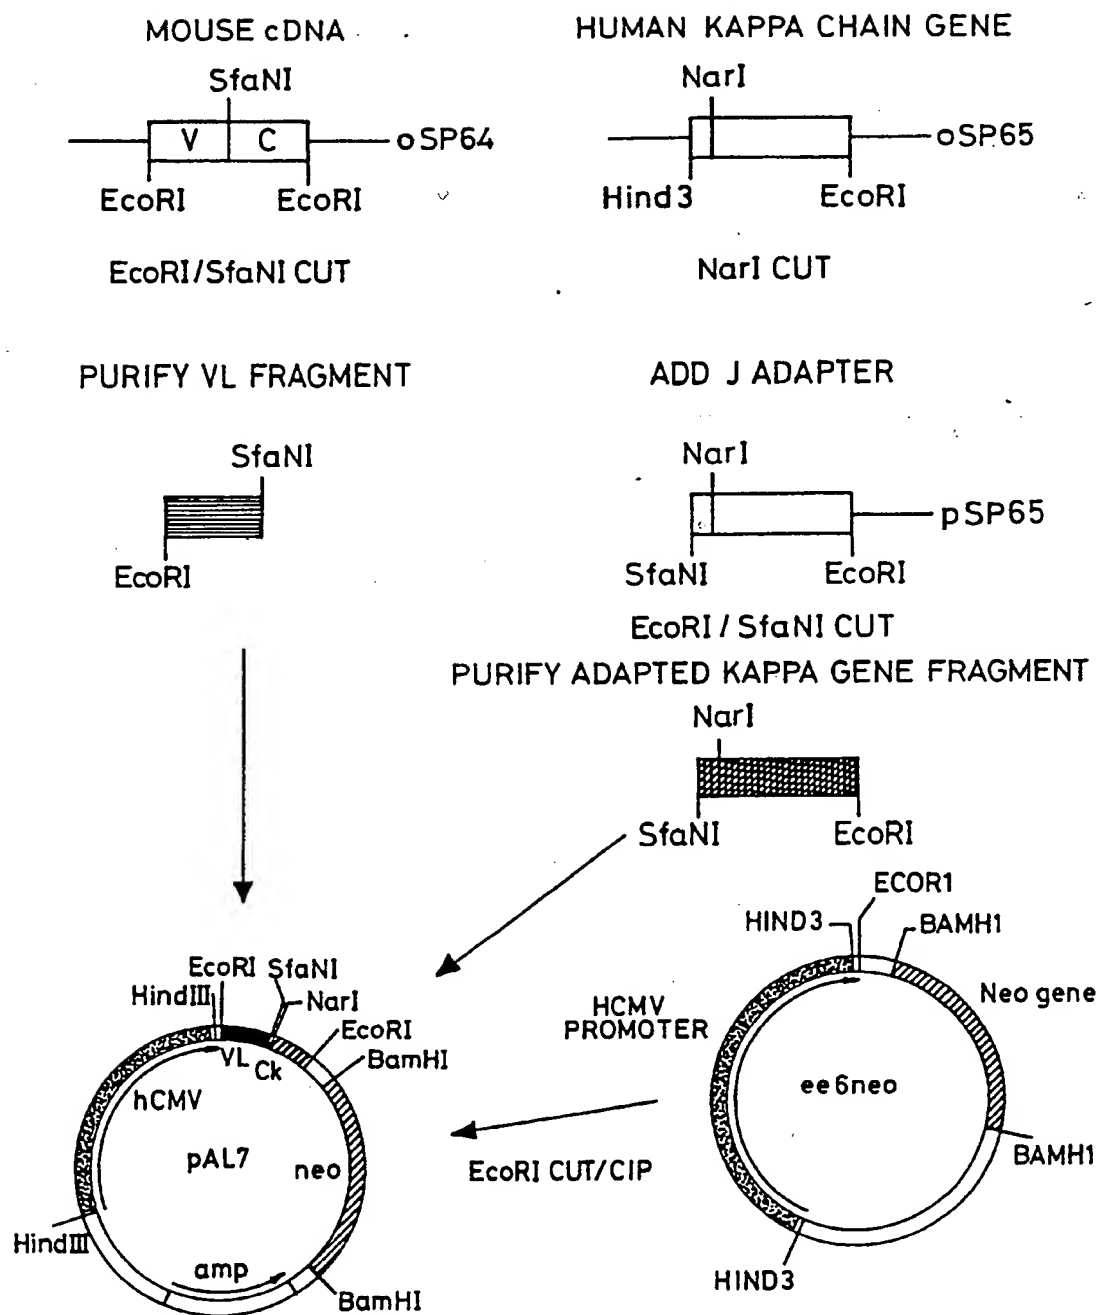 MOUSE cDNA
SfaNI
V
C
oSP64
EcoRI
EcoRI
EcoRI/SfaNI CUT
HUMAN KAPPA CHAIN GENE
NarI
oSP65
Hind3
EcoRI
NarI CUT
PURIFY VL FRAGMENT
SfaNI
EcoRI
ADD J ADAPTER
NarI
pSP65
SfaNI
EcoRI
EcoRI / SfaNI CUT
PURIFY ADAPTED KAPPA GENE FRAGMENT
NarI
SfaNI
EcoRI
EcoRI
SfaNI
HindIII
NarI
EcoRI
BamHI
VL
Ck
hCMV
pAL7
neo
HindIII
amp
BamHI
EcoRI CUT/CIP
ECOR1
HIND3
BAMH1
HCMV
PROMOTER
Neo gene
ee6neo
BAMH1
HIND3